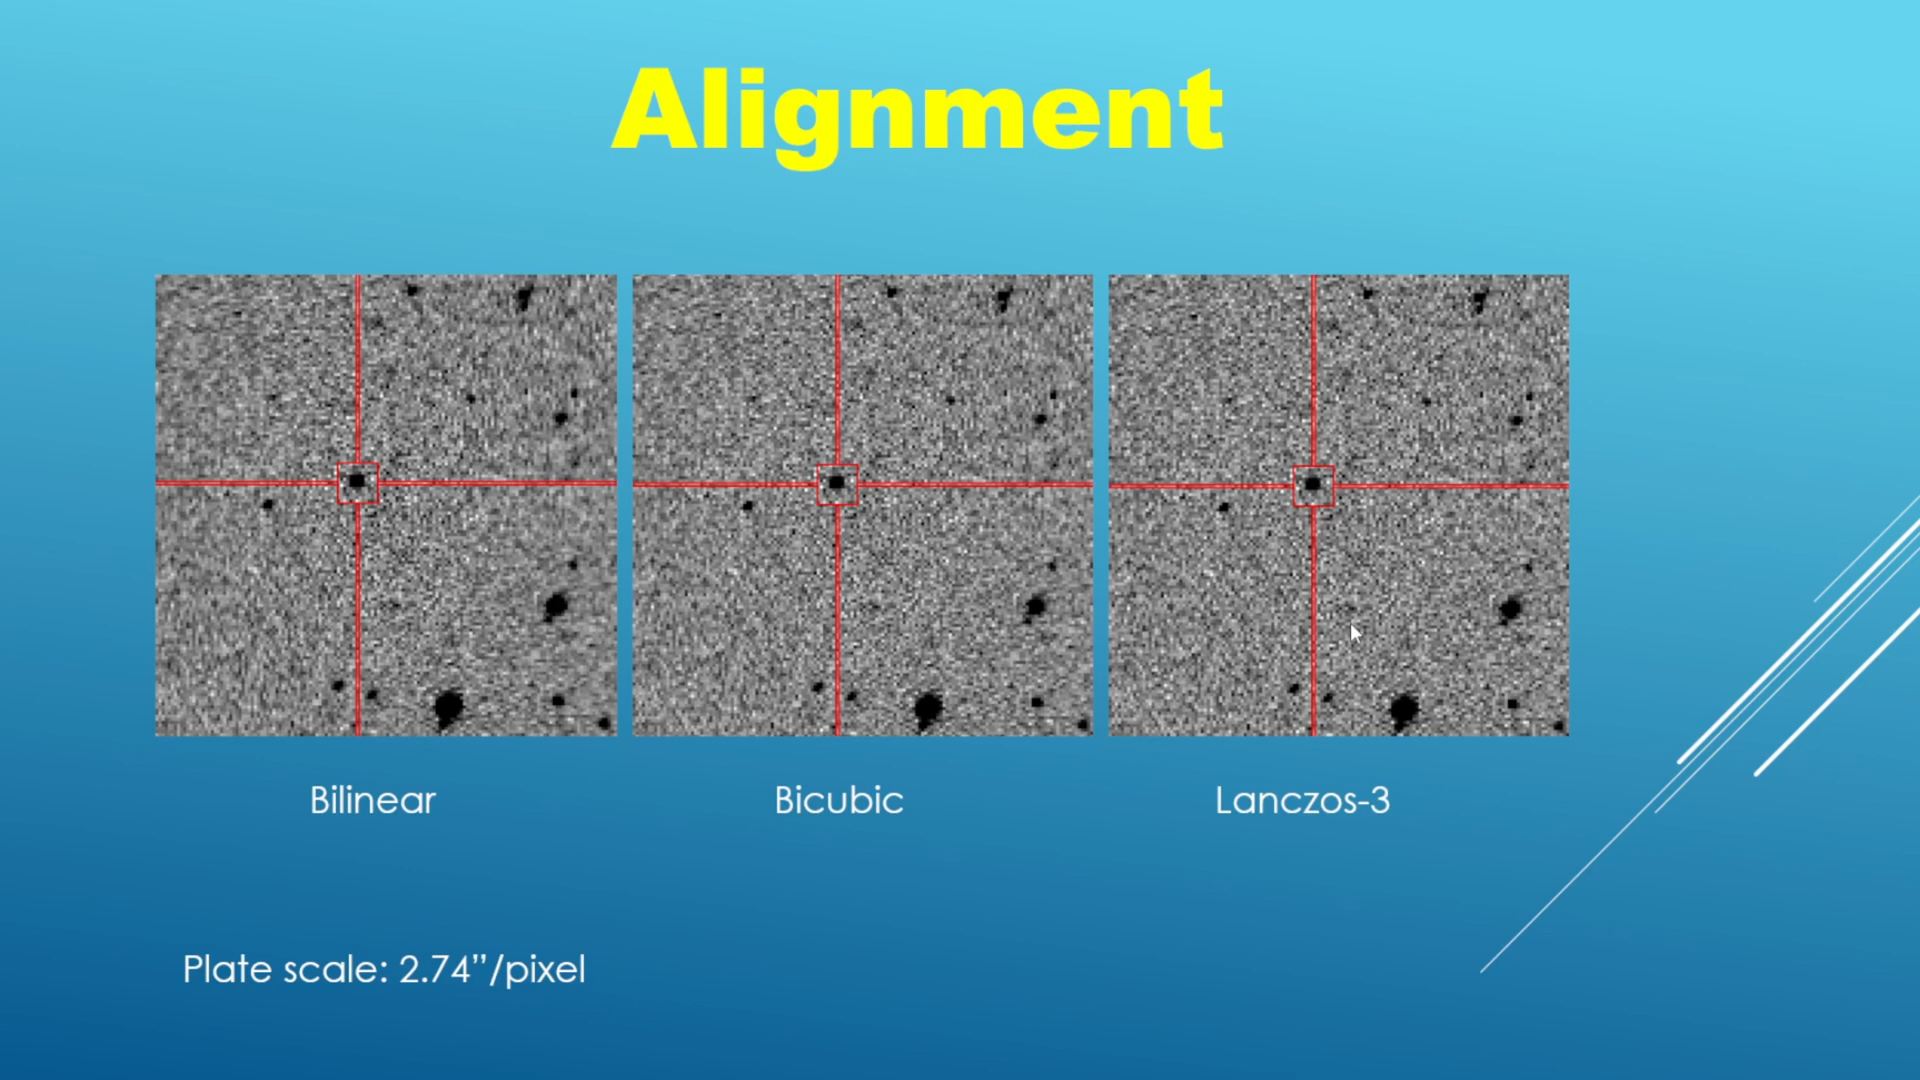 Alignment
Bilinear
Bicubic
Lanczos-3
Plate scale: 2.74”/pixel